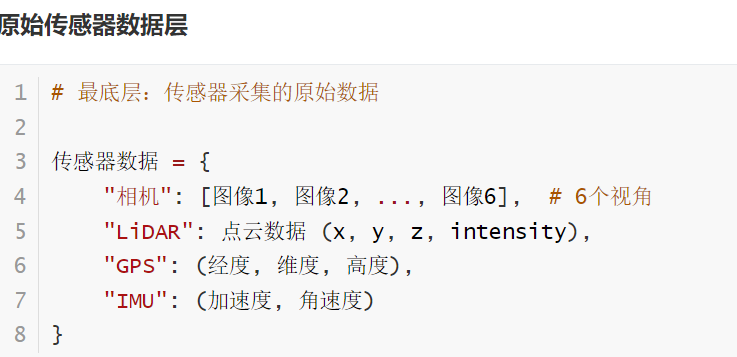 原始传感器数据层
1 # 最底层：传感器采集的原始数据
2
3 传感器数据 = {
4     "相机": [图像1, 图像2, ..., 图像6],  # 6个视角
5     "LiDAR": 点云数据 (x, y, z, intensity),
6     "GPS": (经度, 维度, 高度),
7     "IMU": (加速度, 角速度)
8 }